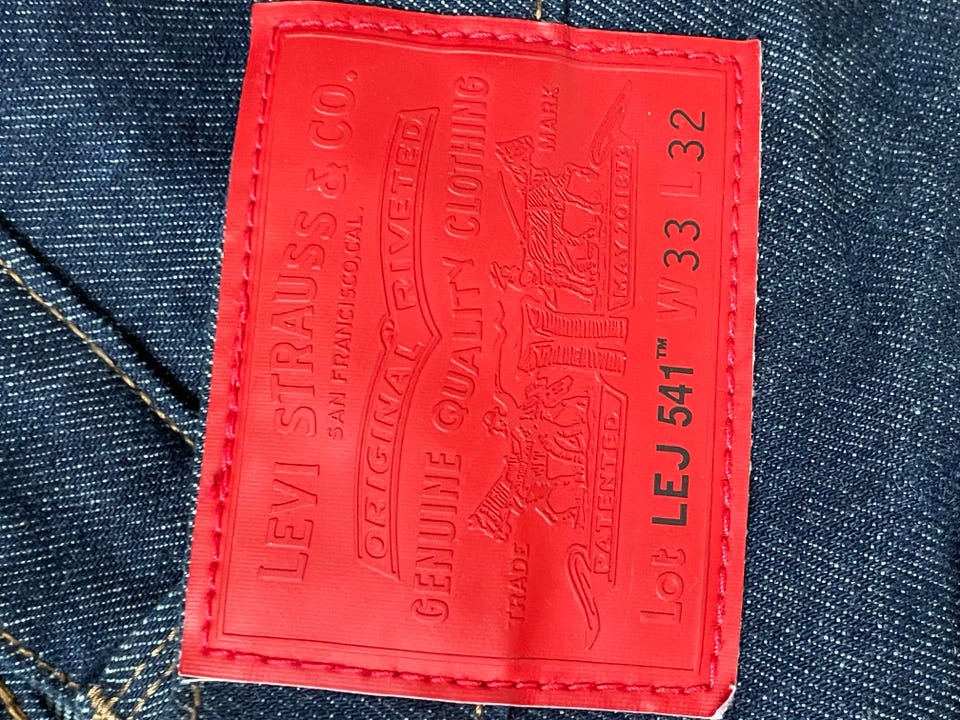 LEVI STRAUSS & CO.
SAN FRANCISCO, CAL.
ORIGINAL RIVETED
GENUINE QUALITY CLOTHING
TRADE MARK
PATENTED MAY 20 1873
Lot LEJ 541™ W 33 L 32